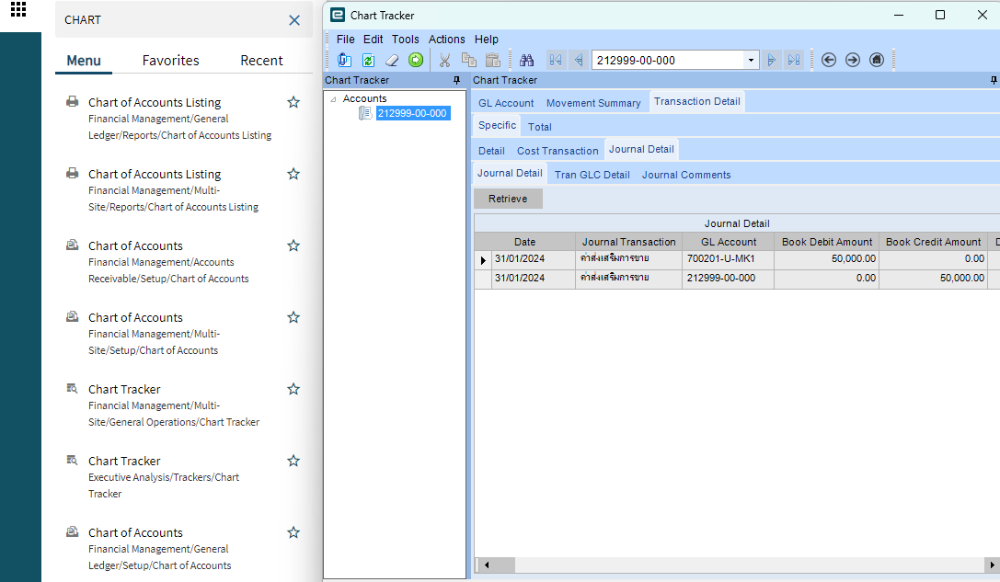 CHART
Menu Favorites Recent
Chart of Accounts Listing
Financial Management/General
Ledger/Reports/Chart of Accounts Listing
Chart of Accounts Listing
Financial Management/Multi-
Site/Reports/Chart of Accounts Listing
Chart of Accounts
Financial Management/Accounts
Receivable/Setup/Chart of Accounts
Chart of Accounts
Financial Management/Multi-
Site/Setup/Chart of Accounts
Chart Tracker
Financial Management/Multi-
Site/General Operations/Chart Tracker
Chart Tracker
Executive Analysis/Trackers/Chart
Tracker
Chart of Accounts
Financial Management/General
Ledger/Setup/Chart of Accounts
Chart Tracker
File Edit Tools Actions Help
212999-00-000
Chart Tracker
Accounts
212999-00-000
Chart Tracker
GL Account Movement Summary Transaction Detail
Specific Total
Detail Cost Transaction Journal Detail
Journal Detail Tran GLC Detail Journal Comments
Retrieve
Journal Detail
Date Journal Transaction GL Account Book Debit Amount Book Credit Amount
31/01/2024 ค่าส่งเสริมการขาย 700201-U-MK1 50,000.00 0.00
31/01/2024 ค่าส่งเสริมการขาย 212999-00-000 0.00 50,000.00